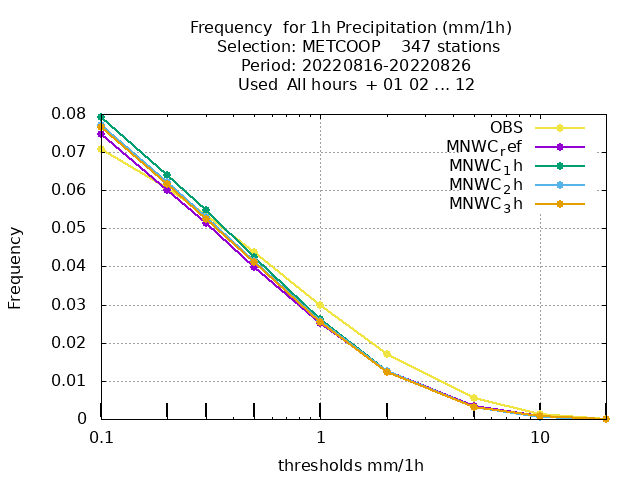 Frequency  for 1h Precipitation (mm/1h)
Selection: METCOOP    347 stations
Period: 20220816-20220826
Used  All hours  + 01 02 ... 12
OBS
MNWC_ref
MNWC_1h
MNWC_2h
MNWC_3h
0.08
0.07
0.06
0.05
0.04
0.03
0.02
0.01
0
Frequency
0.1 1 10
thresholds mm/1h